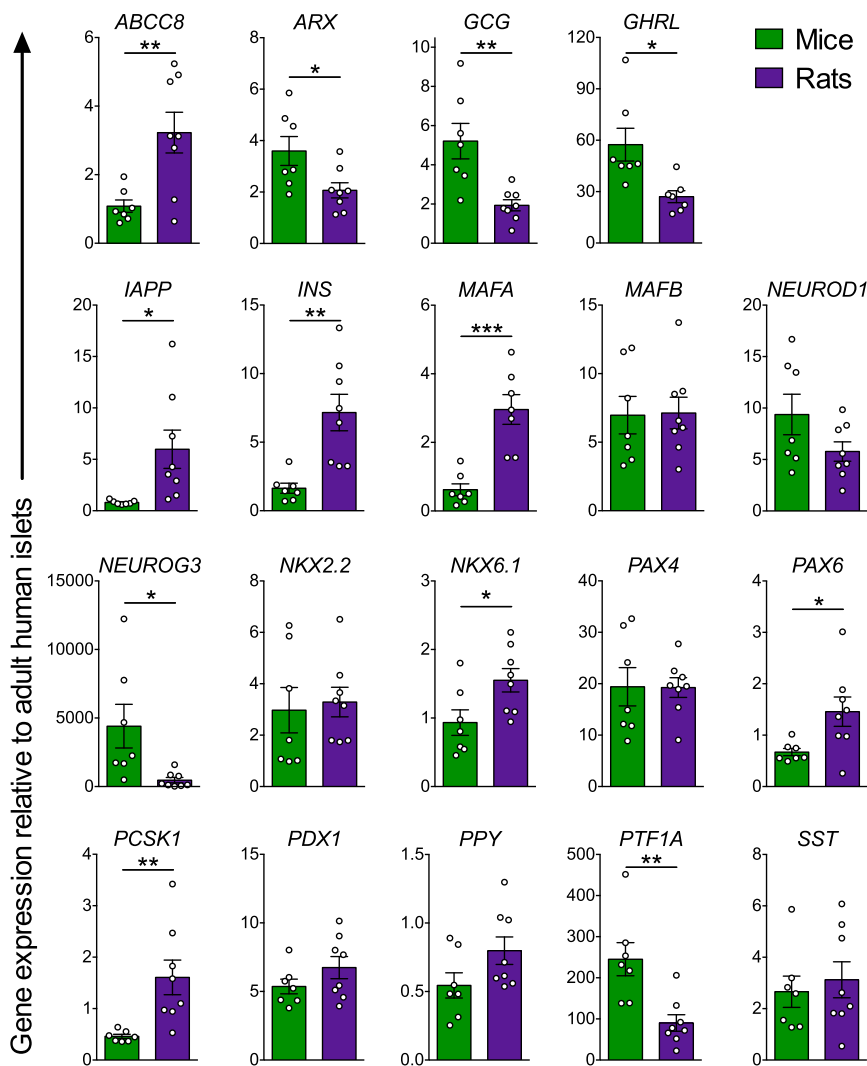 ABCC8 ARX GCG GHRL
Mice
Rats
6 8 10 120
** * ** *
4 6 8 90
2 4 6 60
0 2 4 30
0 2 0
0
IAPP INS MAFA MAFB NEUROD1
20 15 6 15 20
* ** ***
15 10 4 10 15
10 5 2 5 10
5 0 0 0 5
0 0
NEUROG3 NKX2.2 NKX6.1 PAX4 PAX6
15000 8 3 40 4
* * *
10000 6 2 30 3
5000 4 1 20 2
0 2 0 10 1
0 0 0
PCSK1 PDX1 PPY PTF1A SST
4 15 1.5 500 8
** **
3 10 1.0 400 6
2 5 0.5 300 4
1 0 0.0 200 2
0 100 0
0
Gene expression relative to adult human islets